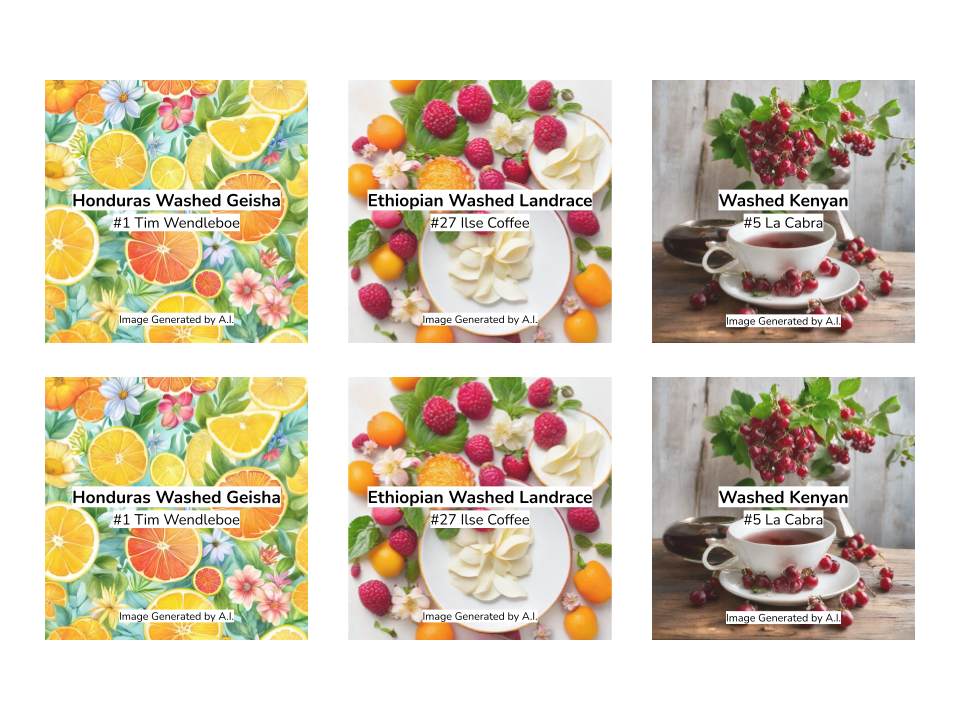 Honduras Washed Geisha
#1 Tim Wendleboe
Image Generated by A.I.
Ethiopian Washed Landrace
#27 Ilse Coffee
Image Generated by A.I.
Washed Kenyan
#5 La Cabra
Image Generated by A.I.
Honduras Washed Geisha
#1 Tim Wendleboe
Image Generated by A.I.
Ethiopian Washed Landrace
#27 Ilse Coffee
Image Generated by A.I.
Washed Kenyan
#5 La Cabra
Image Generated by A.I.